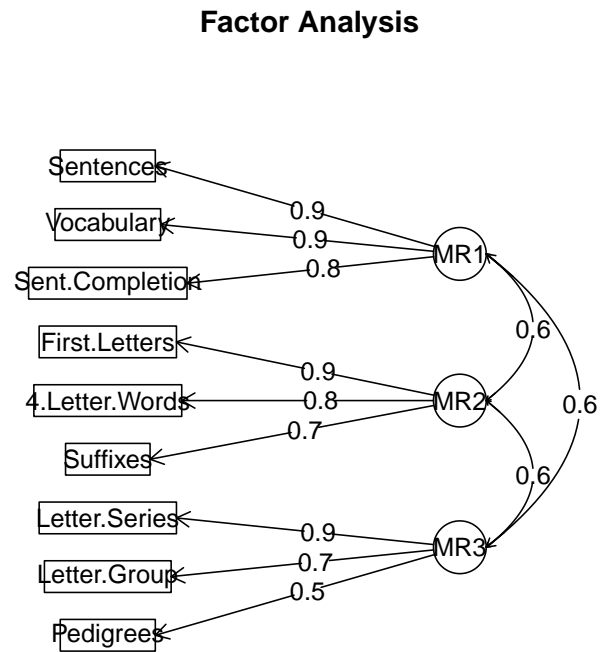 Factor Analysis
Sentences
Vocabulary
Sent.Completion
First.Letters
4.Letter.Words
Suffixes
Letter.Series
Letter.Group
Pedigrees
0.9
0.9
0.8
0.9
0.8
0.7
0.9
0.7
0.5
MR1
MR2
MR3
0.6
0.6
0.6